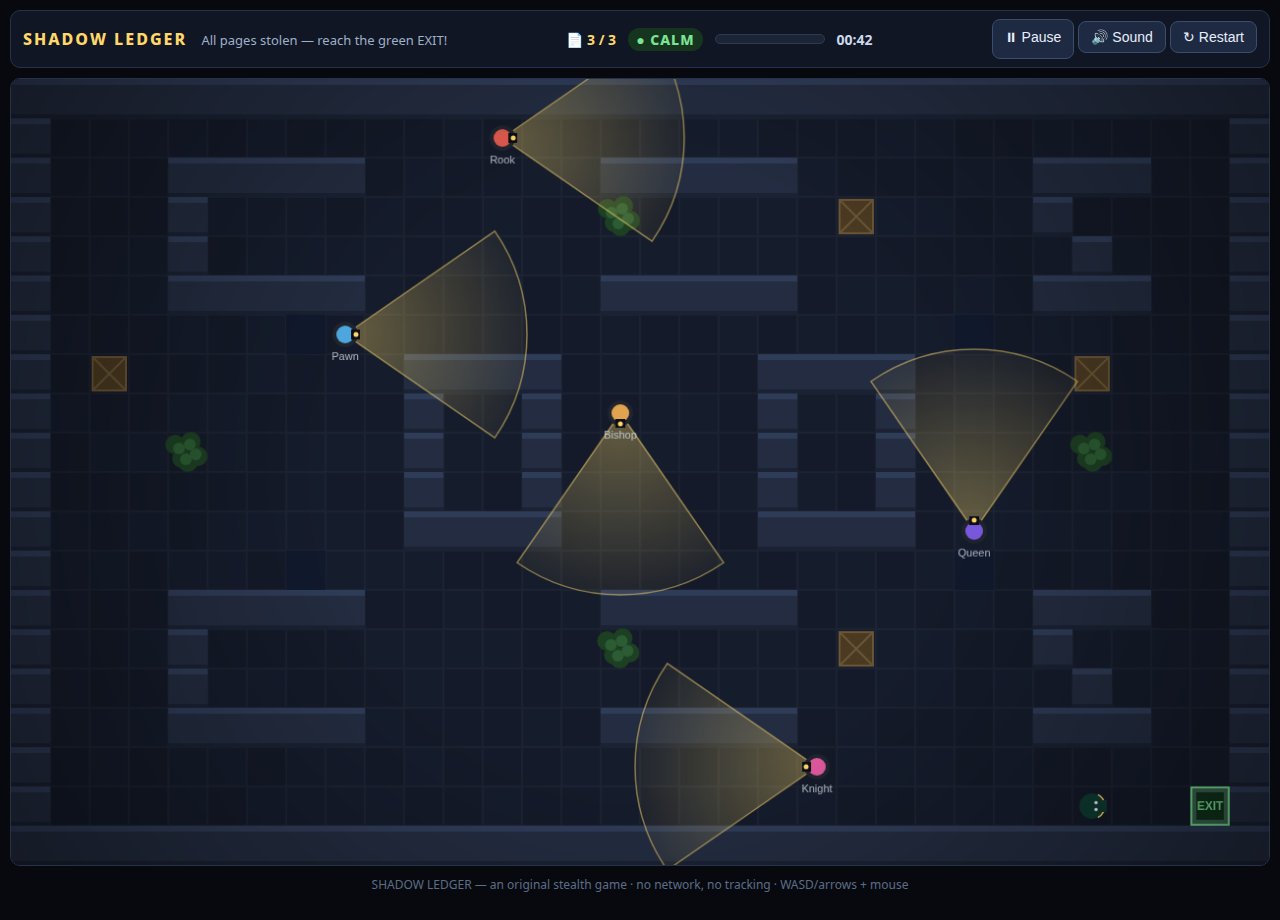 SHADOW LEDGER All pages stolen — reach the green EXIT! 3 / 3 ● CALM 00:42 Pause Sound ↻ Restart
Rook
Pawn
Bishop
Queen
Knight
EXIT
SHADOW LEDGER — an original stealth game · no network, no tracking · WASD/arrows + mouse